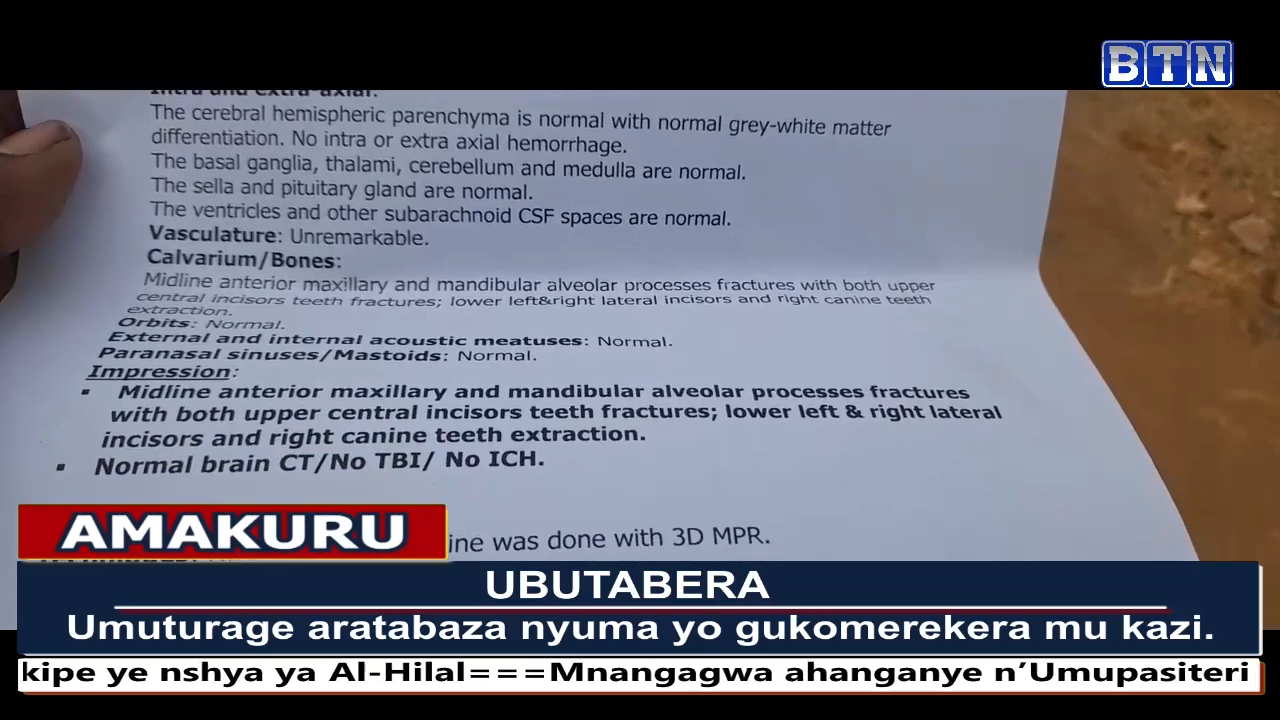 BTN
Intra and extra-axial:
The cerebral hemispheric parenchyma is normal with normal grey-white matter
differentiation. No intra or extra axial hemorrhage.
The basal ganglia, thalami, cerebellum and medulla are normal.
The sella and pituitary gland are normal.
The ventricles and other subarachnoid CSF spaces are normal.
Vasculature: Unremarkable.
Calvarium/Bones:
Midline anterior maxillary and mandibular alveolar processes fractures with both upper
central incisors teeth fractures; lower left&right lateral incisors and right canine teeth
extraction.
Orbits: Normal.
External and internal acoustic meatuses: Normal.
Paranasal sinuses/Mastoids: Normal.
Impression:
▪ Midline anterior maxillary and mandibular alveolar processes fractures
with both upper central incisors teeth fractures; lower left & right lateral
incisors and right canine teeth extraction.
▪ Normal brain CT/No TBI/ No ICH.
ine was done with 3D MPR.
AMAKURU
UBUTABERA
Umuturage aratabaza nyuma yo gukomerekera mu kazi.
kipe ye nshya ya Al-Hilal===Mnangagwa ahanganye n’Umupasiteri